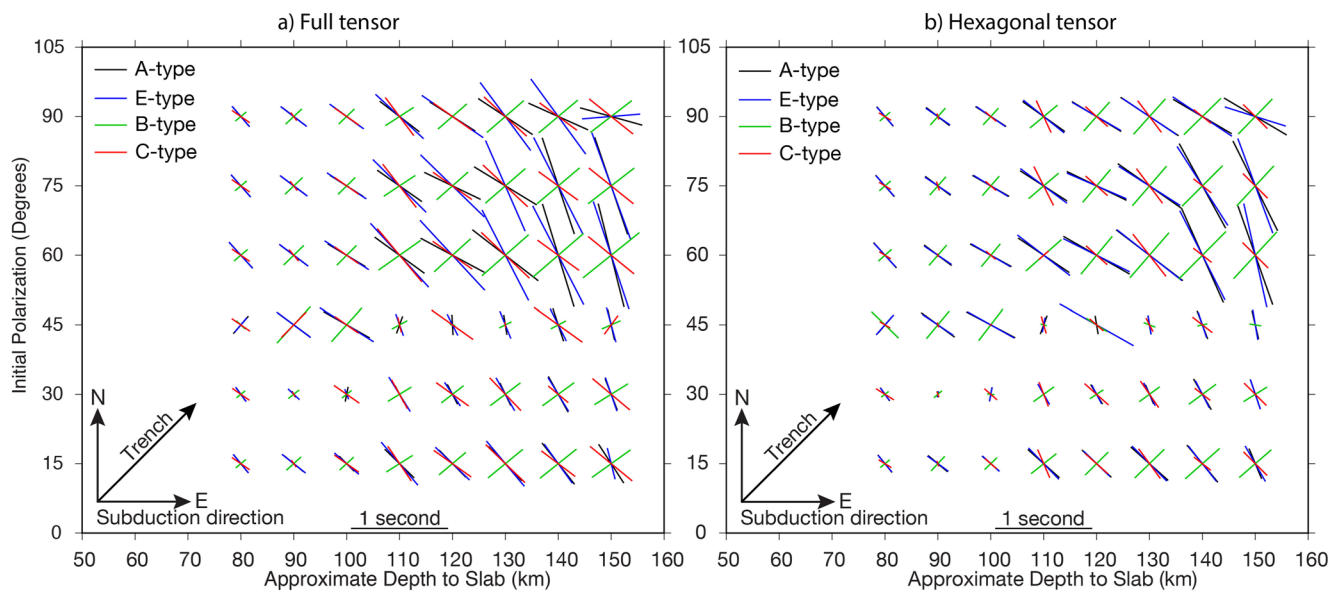 a) Full tensor
b) Hexagonal tensor
Initial Polarization (Degrees)
105
90
75
60
45
30
15
0
A-type
E-type
B-type
C-type
N
Trench
E
Subduction direction
1 second
50 60 70 80 90 100 110 120 130 140 150 160
Approximate Depth to Slab (km)
A-type
E-type
B-type
C-type
N
Trench
E
Subduction direction
1 second
50 60 70 80 90 100 110 120 130 140 150 160
Approximate Depth to Slab (km)